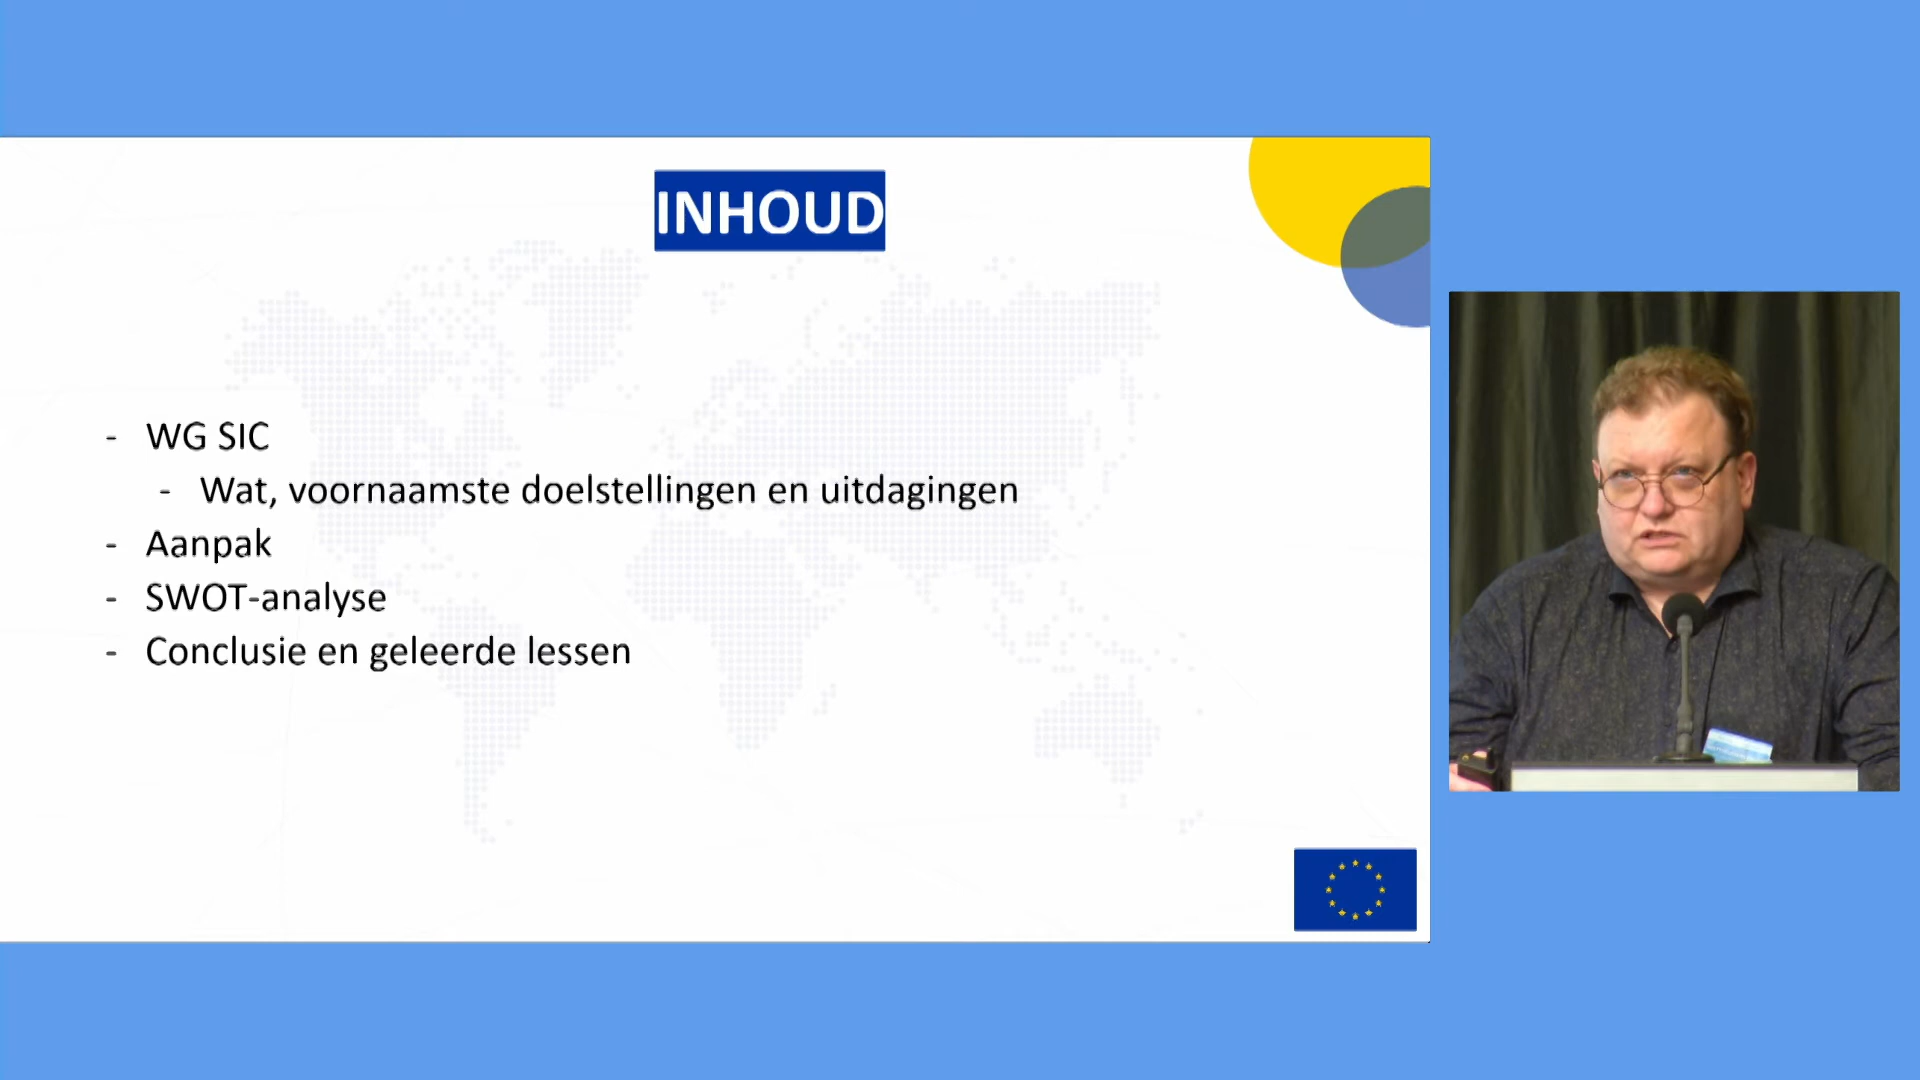 INHOUD
- WG SIC
- Wat, voornaamste doelstellingen en uitdagingen
- Aanpak
- SWOT-analyse
- Conclusie en geleerde lessen